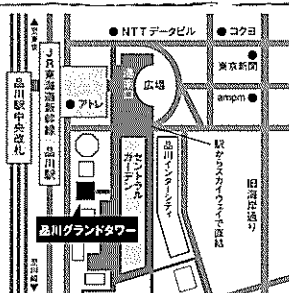 ▲東京
NTTデータビル
コクヨ
東京新聞
ampm
広場
アトレ
JR東海道新幹線 品川駅
品川駅中央改札
セントラル
ガーデン
品川インターシティ
駅からスカイウェイで直結
旧海岸通り
品川グランドタワー